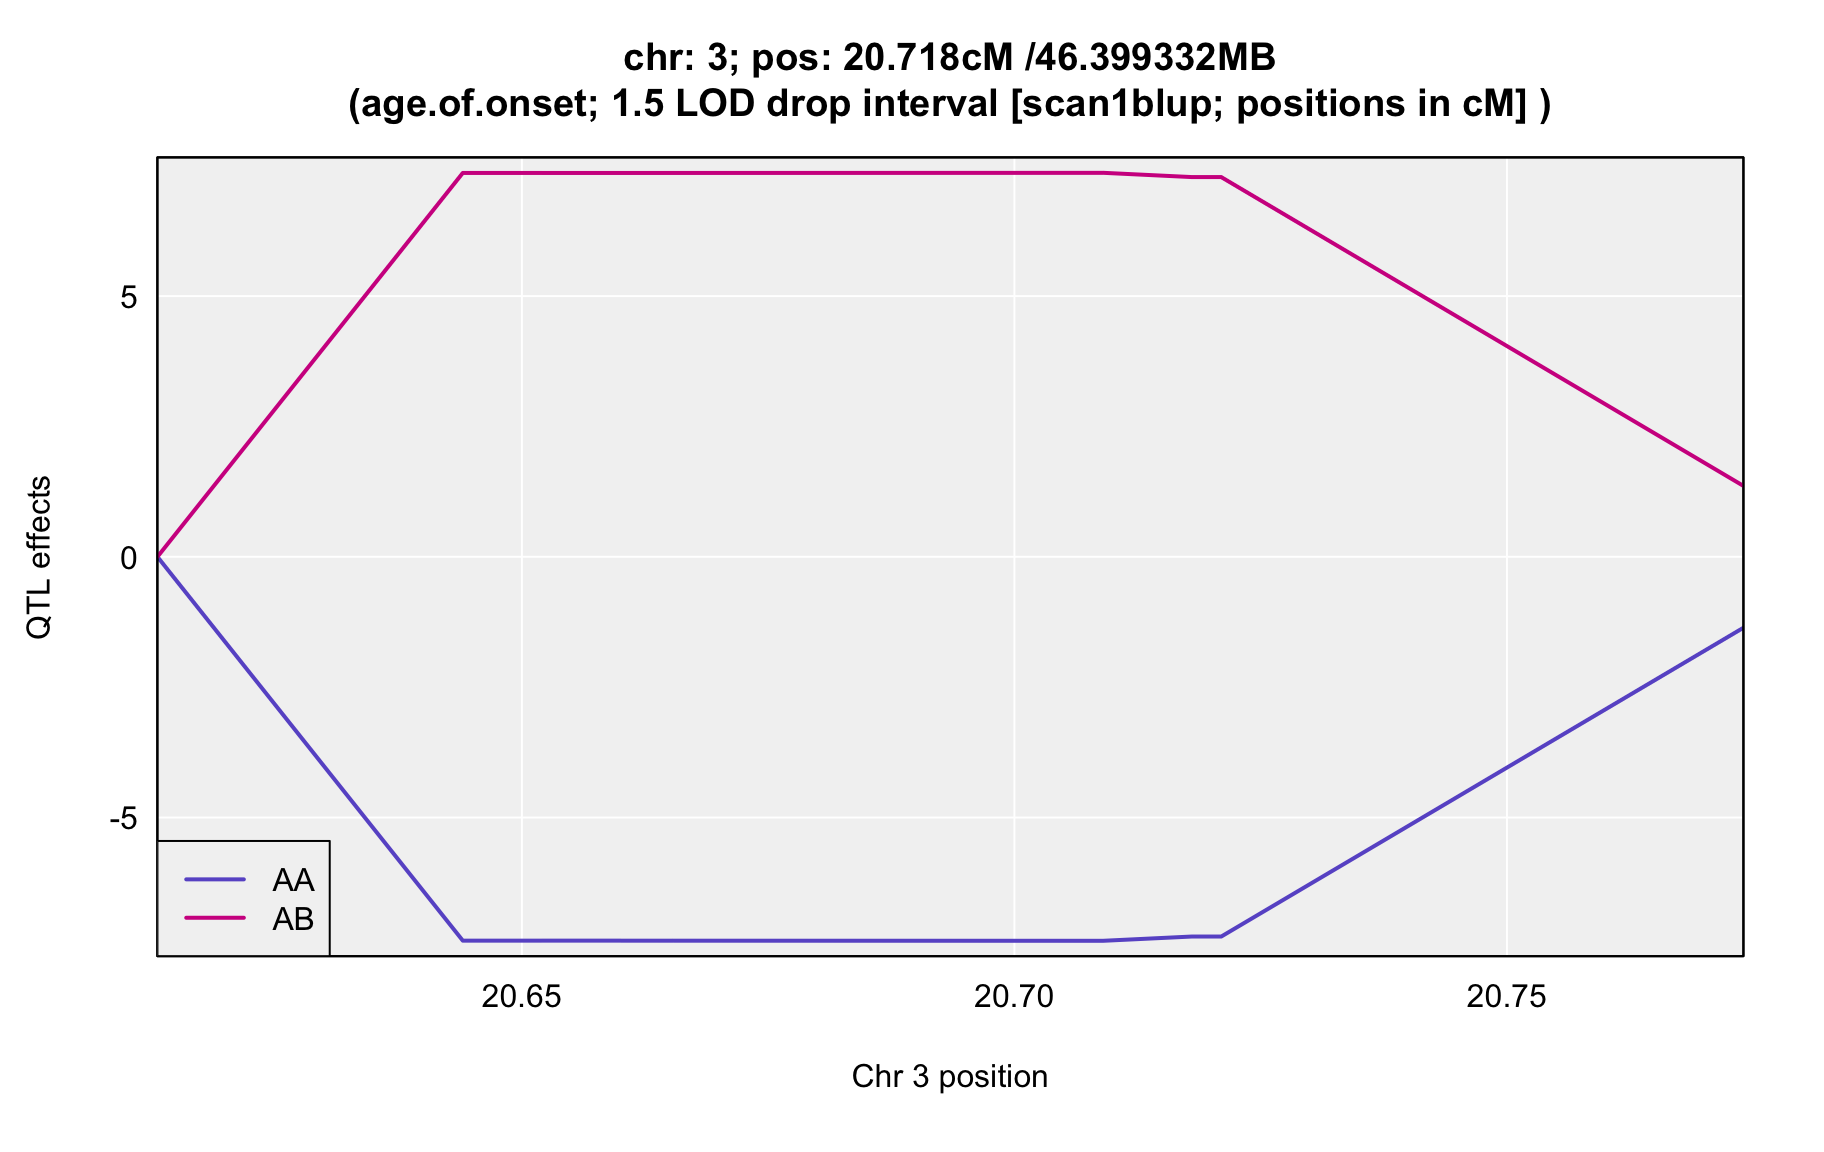 chr: 3; pos: 20.718cM /46.399332MB
(age.of.onset; 1.5 LOD drop interval [scan1blup; positions in cM] )
QTL effects
5
0
-5
AA
AB
20.65 20.70 20.75
Chr 3 position